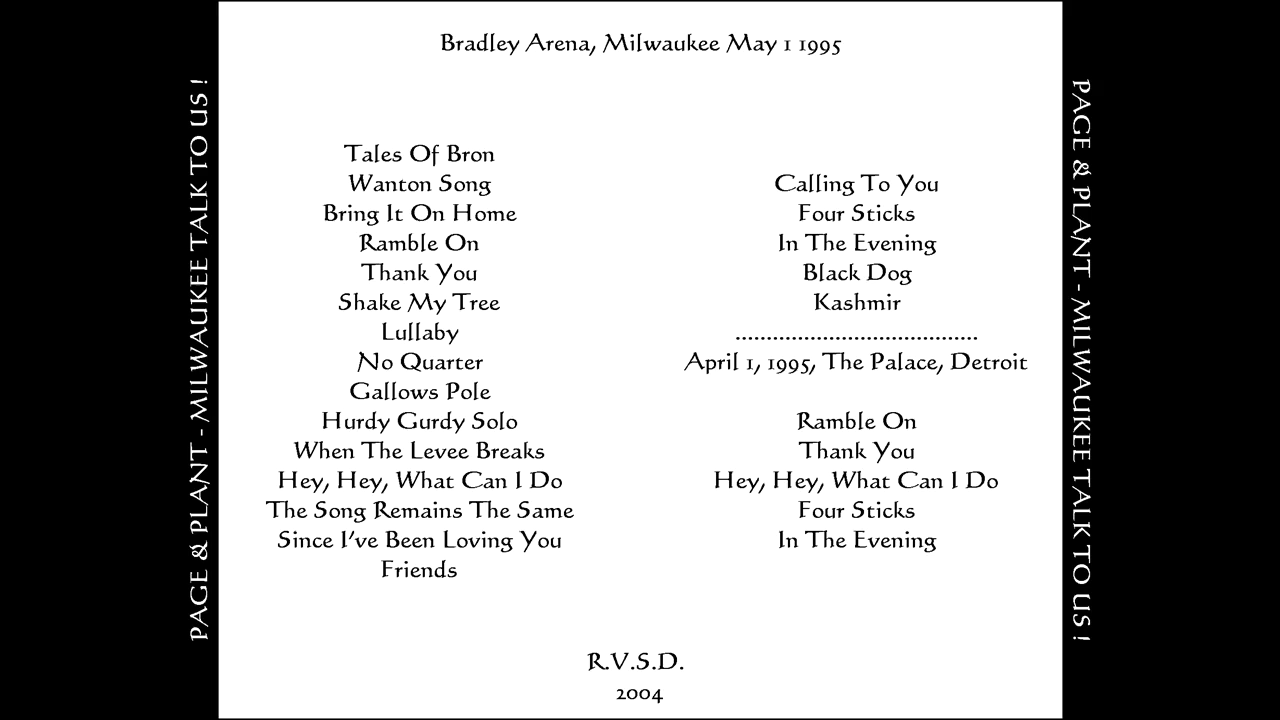 PAGE & PLANT - MILWAUKEE TALK TO US !
Bradley Arena, Milwaukee May 1 1995
Tales Of Bron
Wanton Song
Bring It On Home
Ramble On
Thank You
Shake My Tree
Lullaby
No Quarter
Gallows Pole
Hurdy Gurdy Solo
When The Levee Breaks
Hey, Hey, What Can I Do
The Song Remains The Same
Since I've Been Loving You
Friends
Calling To You
Four Sticks
In The Evening
Black Dog
Kashmir
.......................................
April 1, 1995, The Palace, Detroit
Ramble On
Thank You
Hey, Hey, What Can I Do
Four Sticks
In The Evening
R.V.S.D.
2004
PAGE & PLANT - MILWAUKEE TALK TO US !